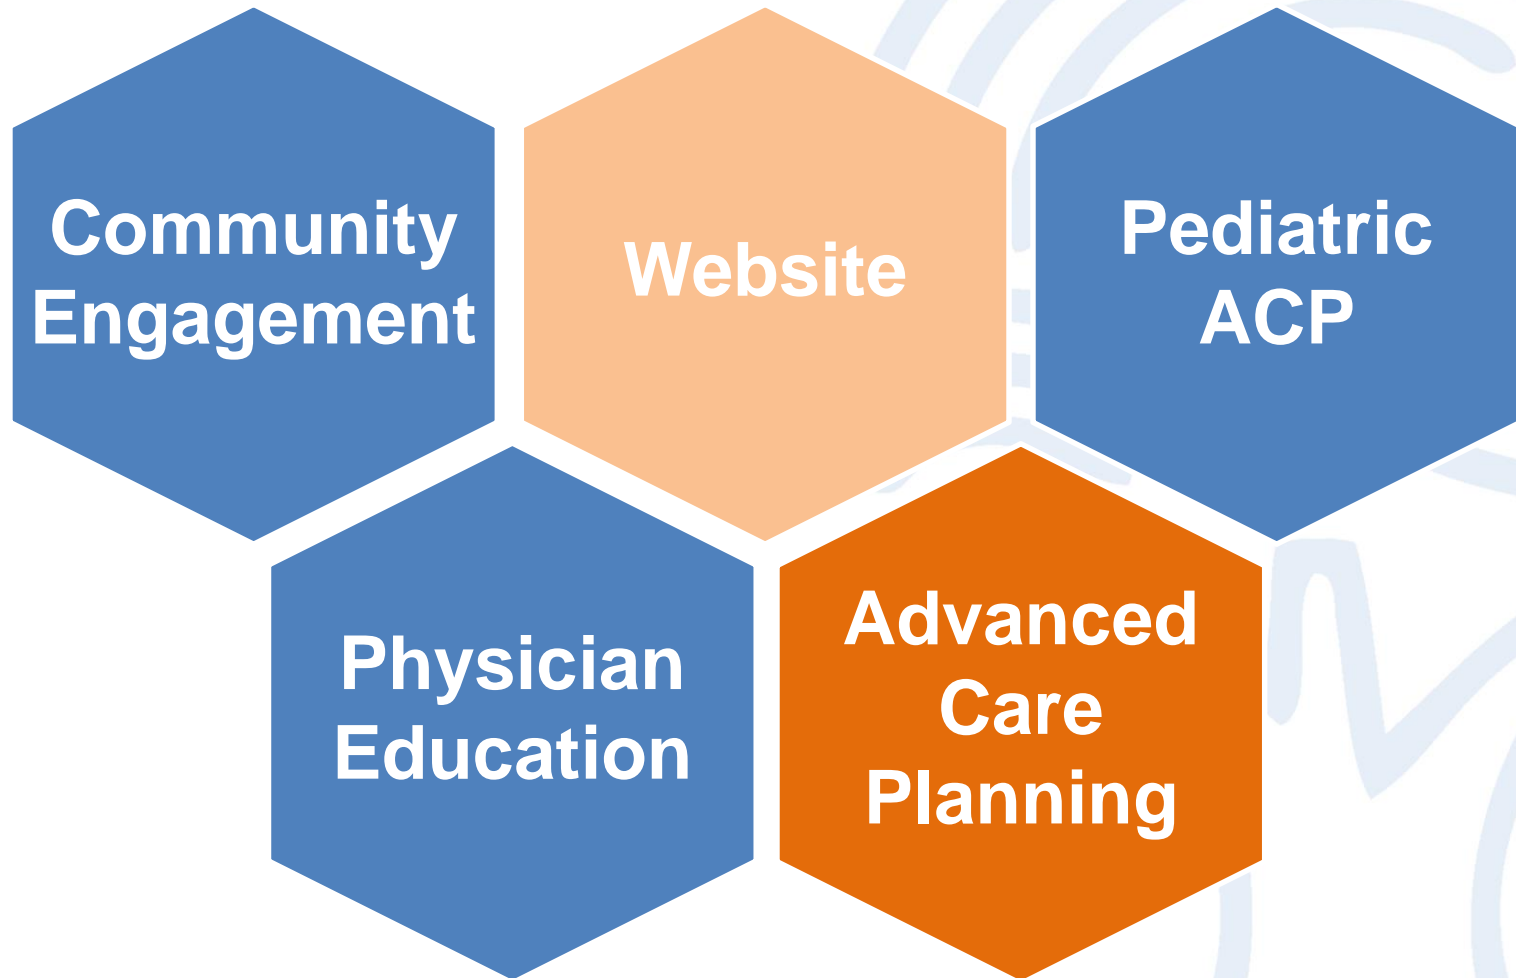 Community
Engagement
Website
Pediatric
ACP
Physician
Education
Advanced
Care
Planning